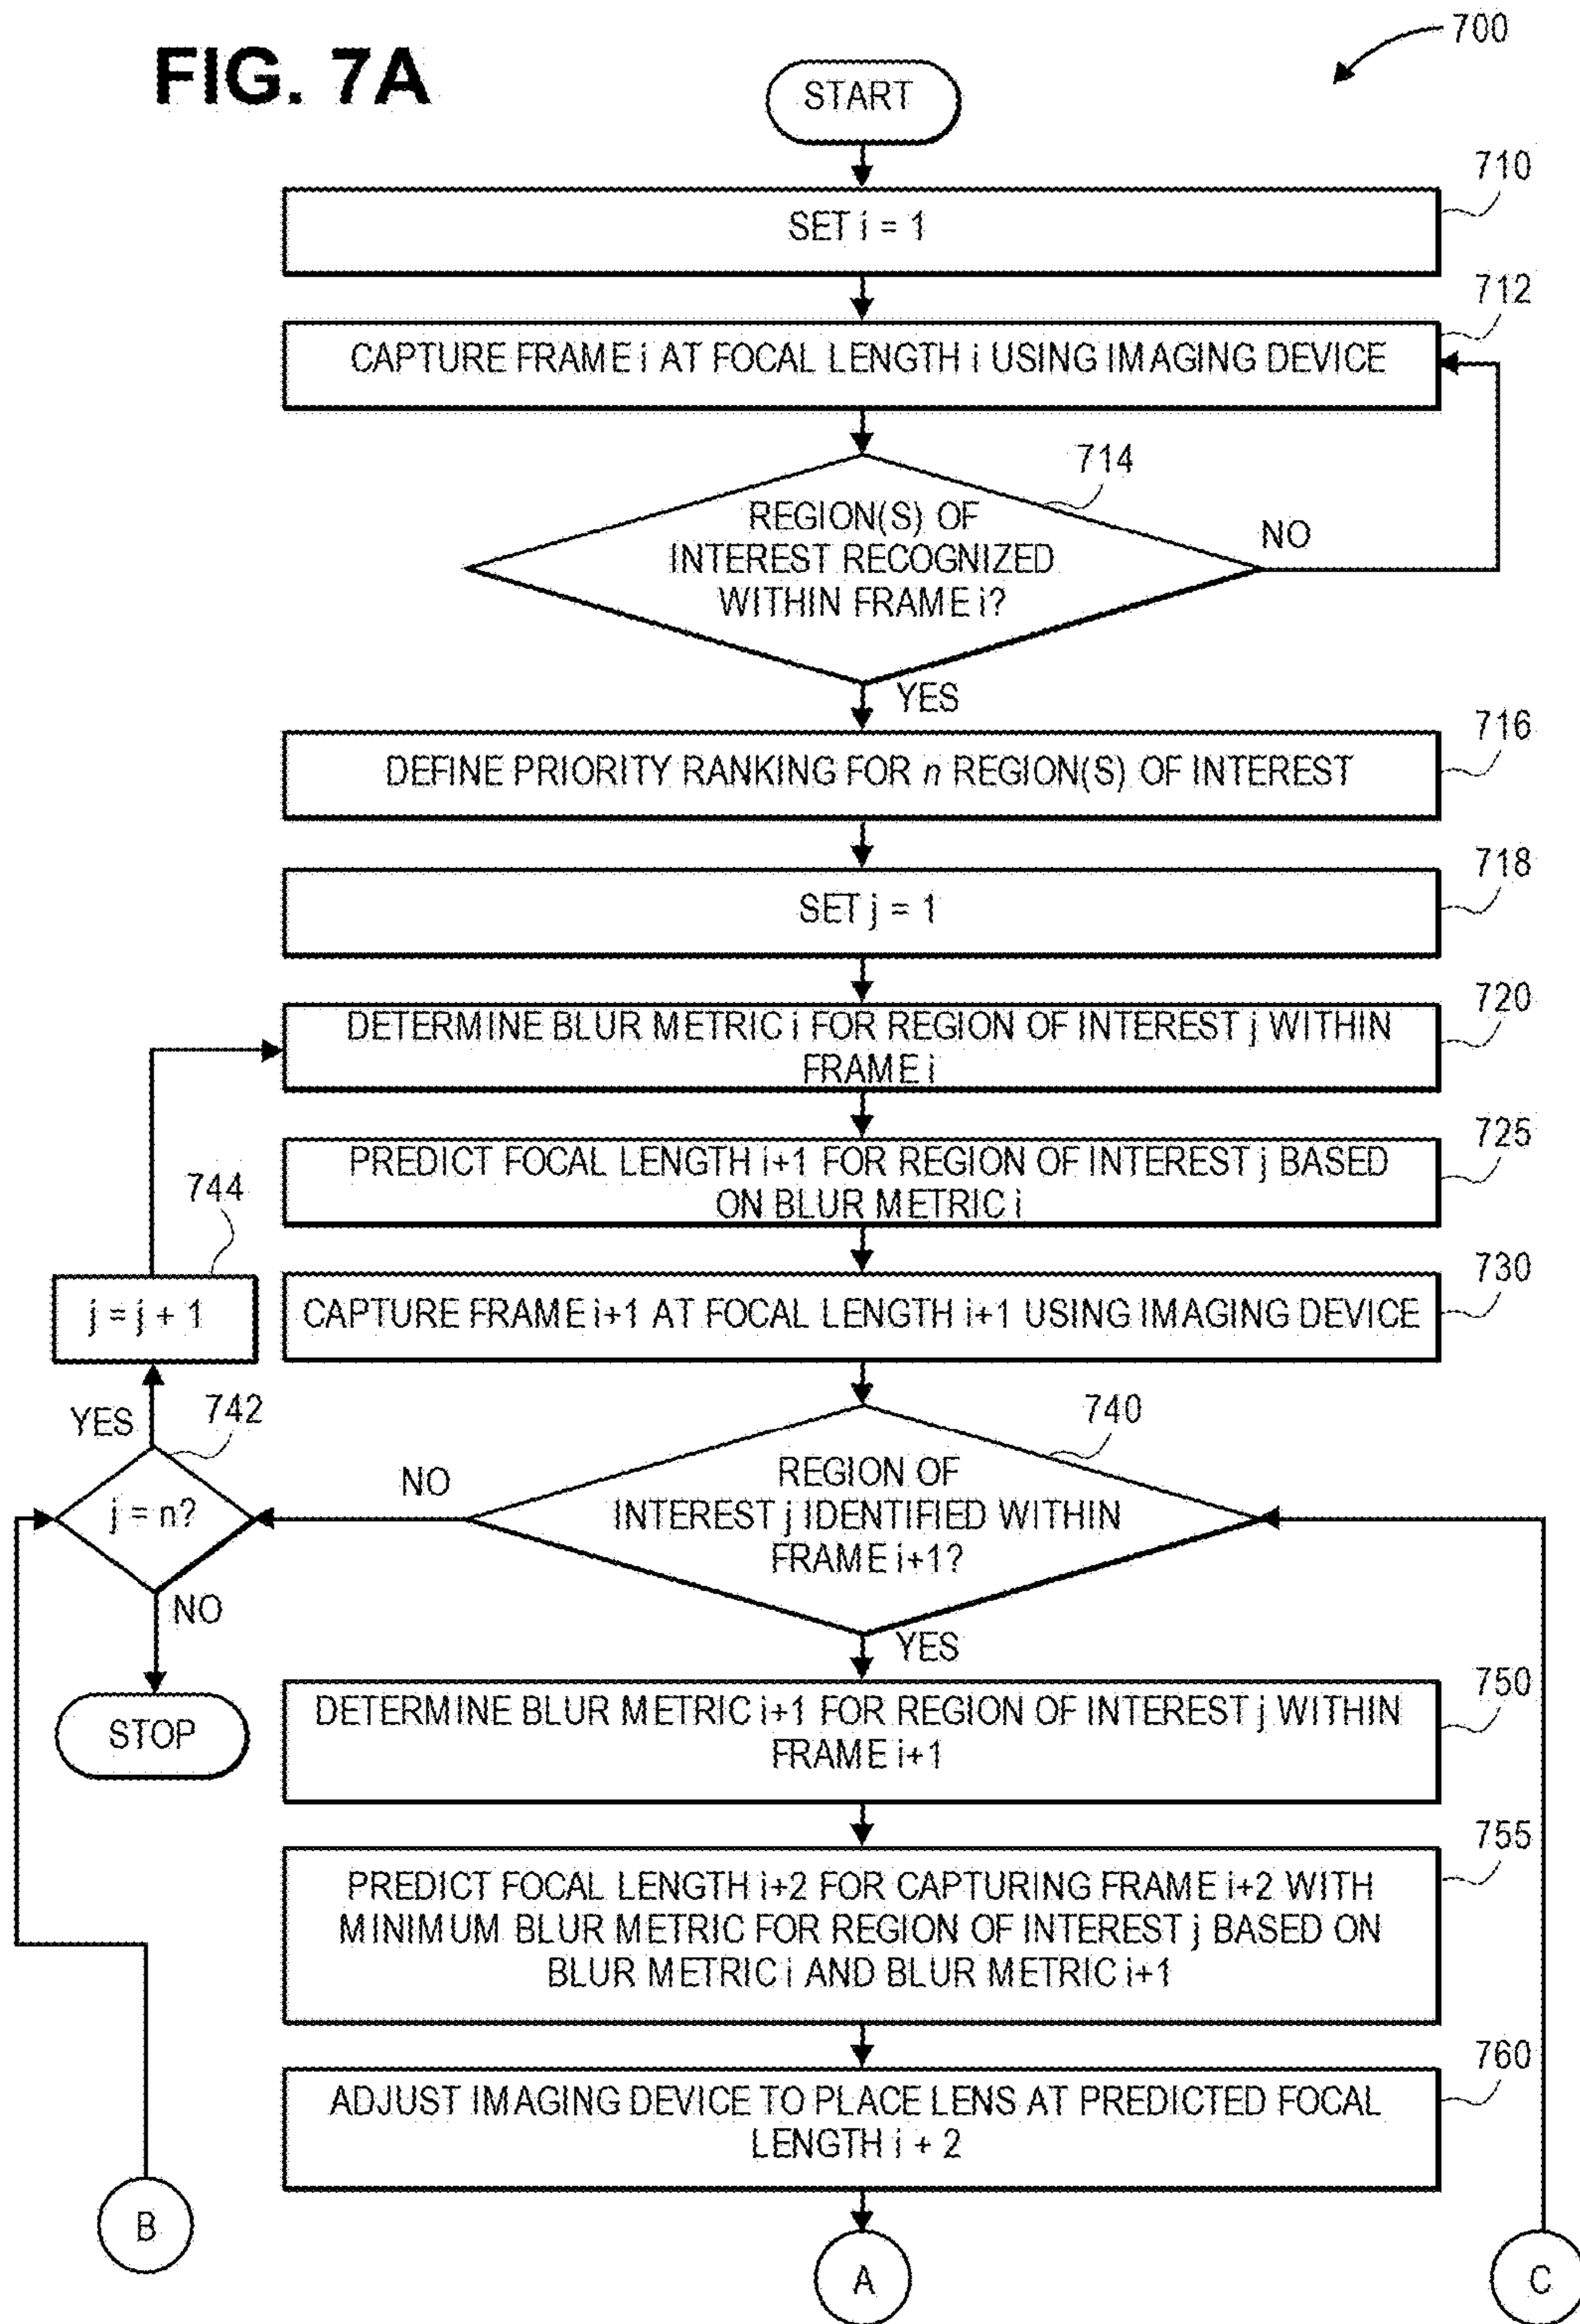 FIG. 7A
700
START
710
SET i = 1
712
CAPTURE FRAME i AT FOCAL LENGTH i USING IMAGING DEVICE
714
REGION(S) OF
INTEREST RECOGNIZED
WITHIN FRAME i?
NO
YES
716
DEFINE PRIORITY RANKING FOR n REGION(S) OF INTEREST
718
SET j = 1
720
DETERMINE BLUR METRIC i FOR REGION OF INTEREST j WITHIN
FRAME i
725
PREDICT FOCAL LENGTH i+1 FOR REGION OF INTEREST j BASED
ON BLUR METRIC i
744
j = j + 1
730
CAPTURE FRAME i+1 AT FOCAL LENGTH i+1 USING IMAGING DEVICE
YES
742
j = n?
NO
STOP
740
NO
REGION OF
INTEREST j IDENTIFIED WITHIN
FRAME i+1?
YES
750
DETERMINE BLUR METRIC i+1 FOR REGION OF INTEREST j WITHIN
FRAME i+1
755
PREDICT FOCAL LENGTH i+2 FOR CAPTURING FRAME i+2 WITH
MINIMUM BLUR METRIC FOR REGION OF INTEREST j BASED ON
BLUR METRIC i AND BLUR METRIC i+1
760
ADJUST IMAGING DEVICE TO PLACE LENS AT PREDICTED FOCAL
LENGTH i + 2
B
A
C